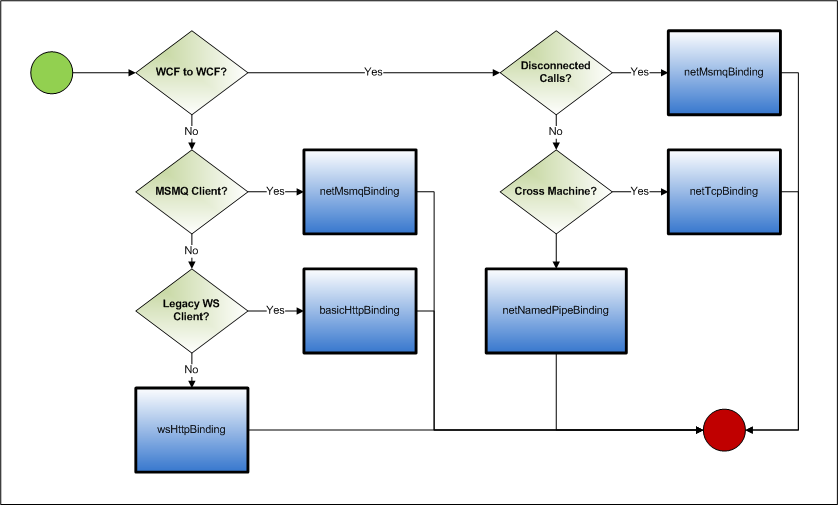 WCF to WCF?
Yes
Disconnected
Calls?
Yes
netMsmqBinding
No
No
MSMQ Client?
Yes
netMsmqBinding
Cross Machine?
Yes
netTcpBinding
No
Legacy WS
Client?
Yes
basicHttpBinding
netNamedPipeBinding
No
wsHttpBinding